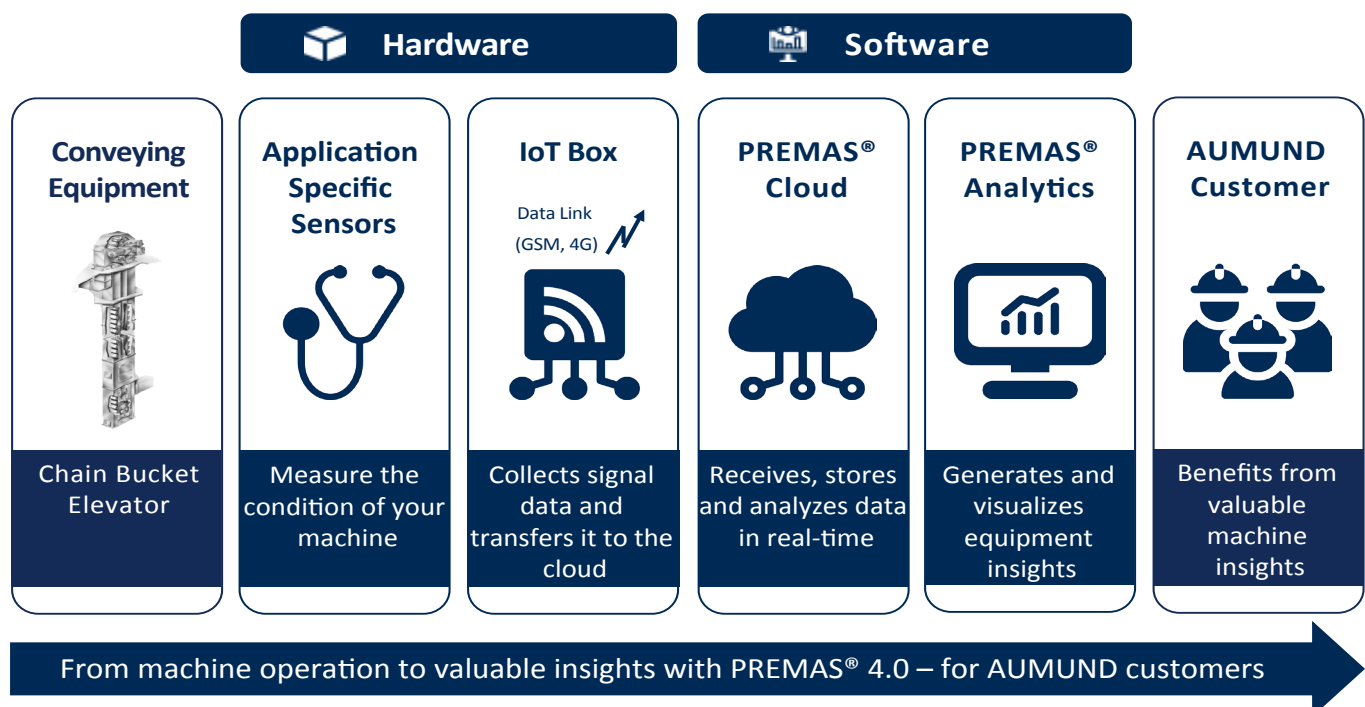 Hardware
Software
Conveying
Equipment
Chain Bucket
Elevator
Application
Specific
Sensors
Measure the
condition of your
machine
IoT Box
Data Link
(GSM, 4G)
Collects signal
data and
transfers it to the
cloud
PREMAS®
Cloud
Receives, stores
and analyzes data
in real-time
PREMAS®
Analytics
Generates and
visualizes
equipment
insights
AUMUND
Customer
Benefits from
valuable
machine
insights
From machine operation to valuable insights with PREMAS® 4.0 – for AUMUND customers